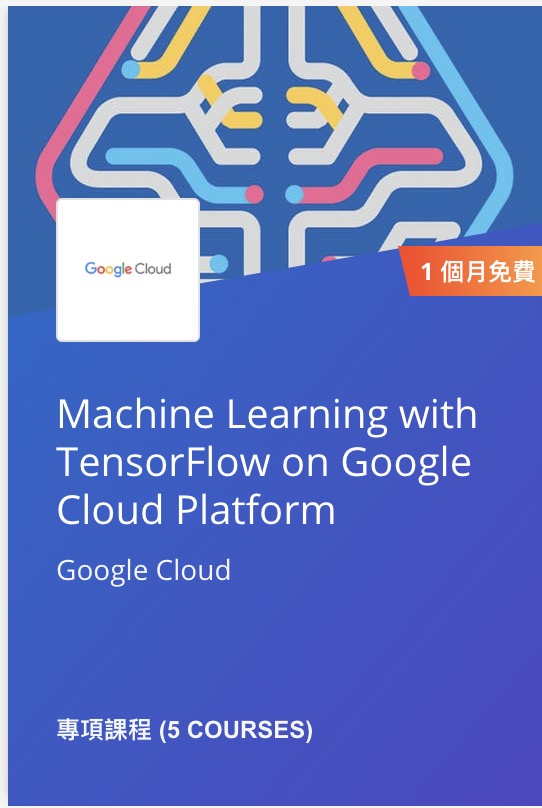 Google Cloud
1 個月免費
Machine Learning with
TensorFlow on Google
Cloud Platform
Google Cloud
專項課程 (5 COURSES)